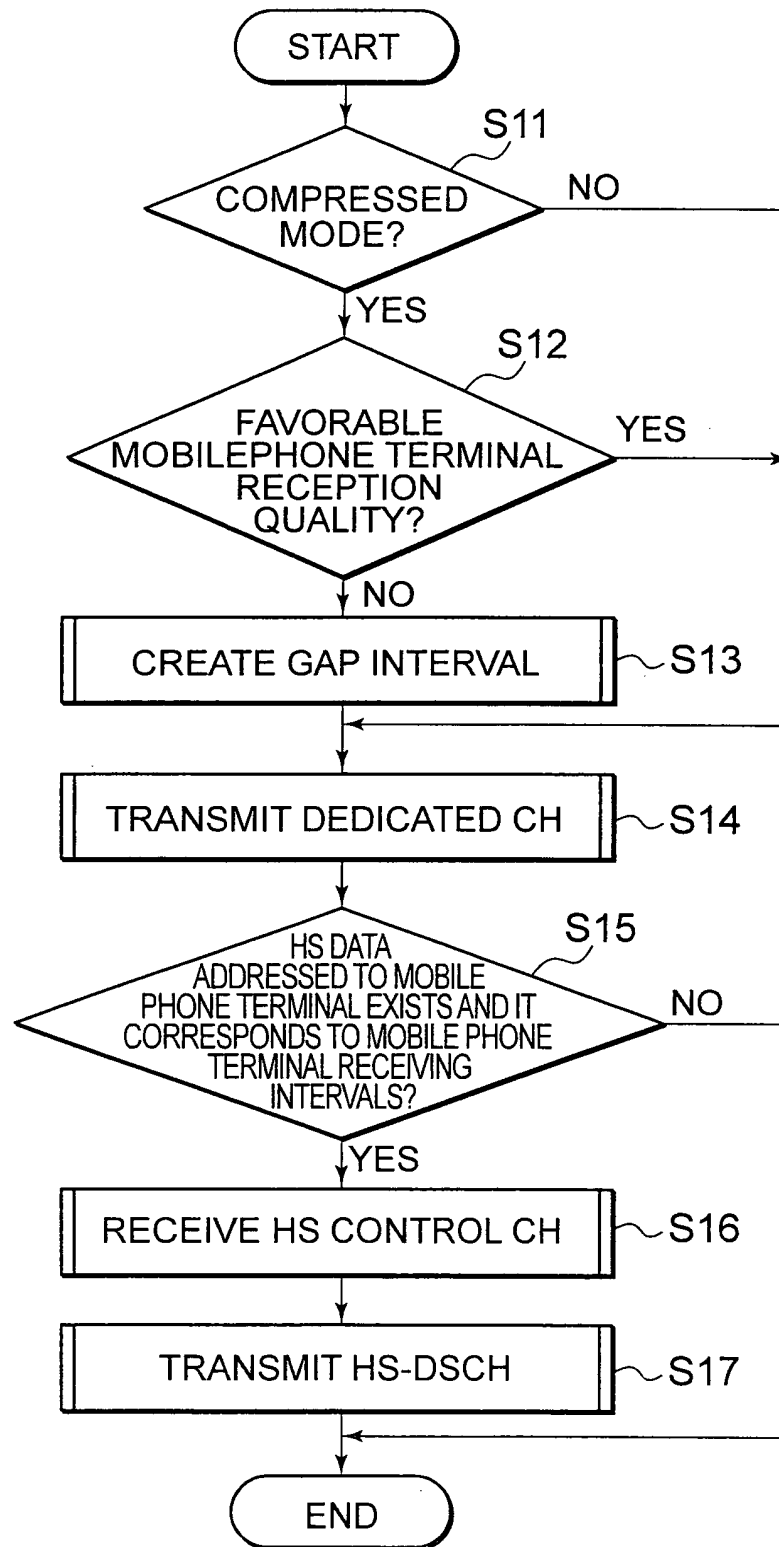 START
S11
COMPRESSED
MODE?
NO
YES
S12
FAVORABLE
MOBILEPHONE TERMINAL
RECEPTION
QUALITY?
YES
NO
CREATE GAP INTERVAL
S13
TRANSMIT DEDICATED CH
S14
S15
HS DATA
ADDRESSED TO MOBILE
PHONE TERMINAL EXISTS AND IT
CORRESPONDS TO MOBILE PHONE
TERMINAL RECEIVING
INTERVALS?
NO
YES
RECEIVE HS CONTROL CH
S16
TRANSMIT HS-DSCH
S17
END